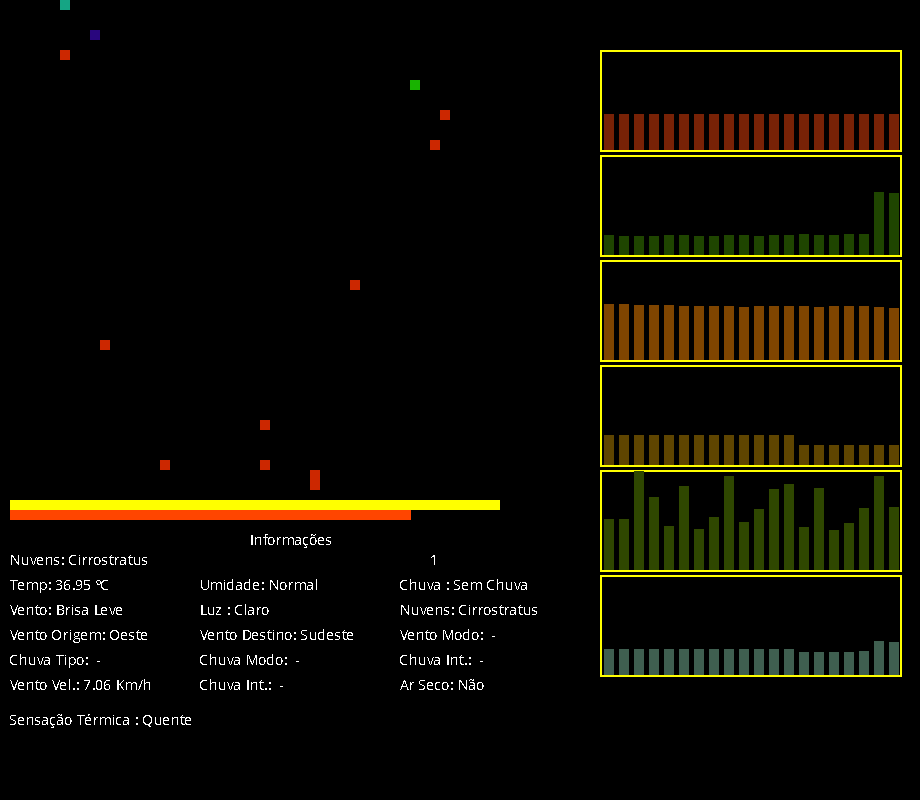 Informações
Nuvens: Cirrostratus 1
Temp: 36.95 ºC Umidade: Normal Chuva : Sem Chuva
Vento: Brisa Leve Luz : Claro Nuvens: Cirrostratus
Vento Origem: Oeste Vento Destino: Sudeste Vento Modo: -
Chuva Tipo: - Chuva Modo: - Chuva Int.: -
Vento Vel.: 7.06 Km/h Chuva Int.: - Ar Seco: Não
Sensação Térmica : Quente